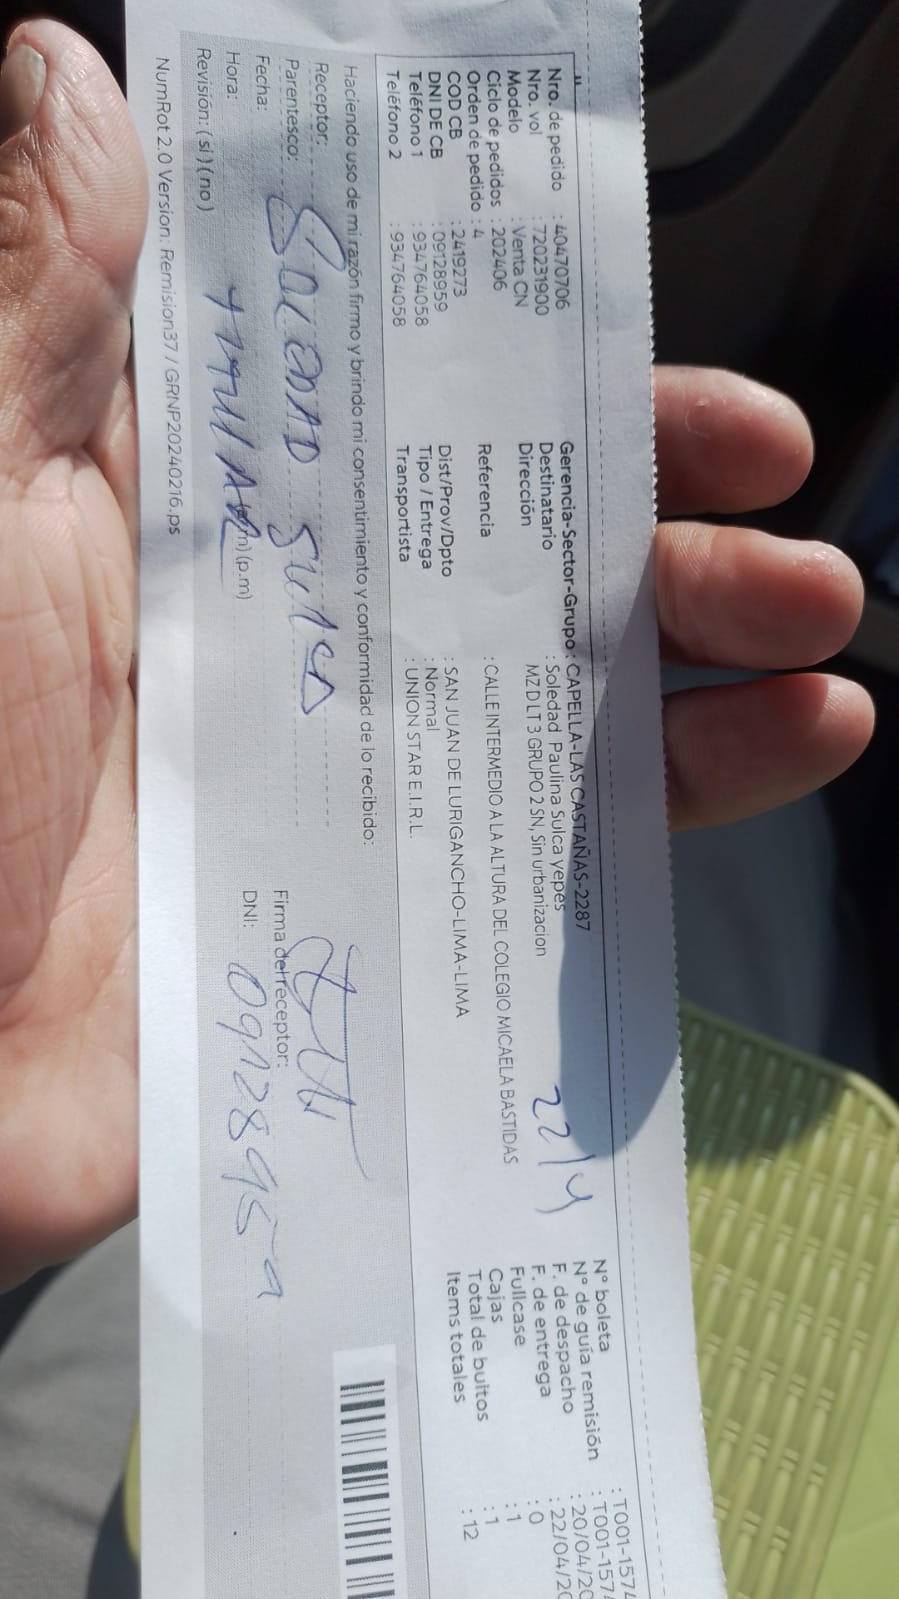 Nro. de pedido : 40470706
Nro. vol : 720231900
Modelo : Venta CN
Ciclo de pedidos : 202406
Orden de pedido : 4
COD CB : 2419273
DNI DE CB : 09128959
Teléfono 1 : 934764058
Teléfono 2 : 934764058
Gerencia-Sector-Grupo : CAPELLA-LAS CASTAÑAS-2287
Destinatario : Soledad Paulina Sulca yepes
Dirección MZ D LT 3 GRUPO 2 SN, Sin urbanizacion
Referencia : CALLE INTERMEDIO A LA ALTURA DEL COLEGIO MICAELA BASTIDAS
Dist/Prov/Dpto : SAN JUAN DE LURIGANCHO-LIMA-LIMA
Tipo / Entrega : Normal
Transportista : UNION STAR E.I.R.L.
22/4
N° boleta : T001-1574
N° de guía remisión : T001-1574
F. de despacho : 20/04/20
F. de entrega : 22/04/20
Fullcase : 0
Cajas : 1
Total de bultos : 1
Items totales : 12
Haciendo uso de mi razón firmo y brindo mi consentimiento y conformidad de lo recibido:
Receptor: SOLEDAD SULCA
Parentesco:
Fecha:
Hora: m) (p.m)
Revisión: (si) (no)
Firma del receptor:
DNI: 09128959
NumRot 2.0 Version: Remision37 / GRNP20240216.ps